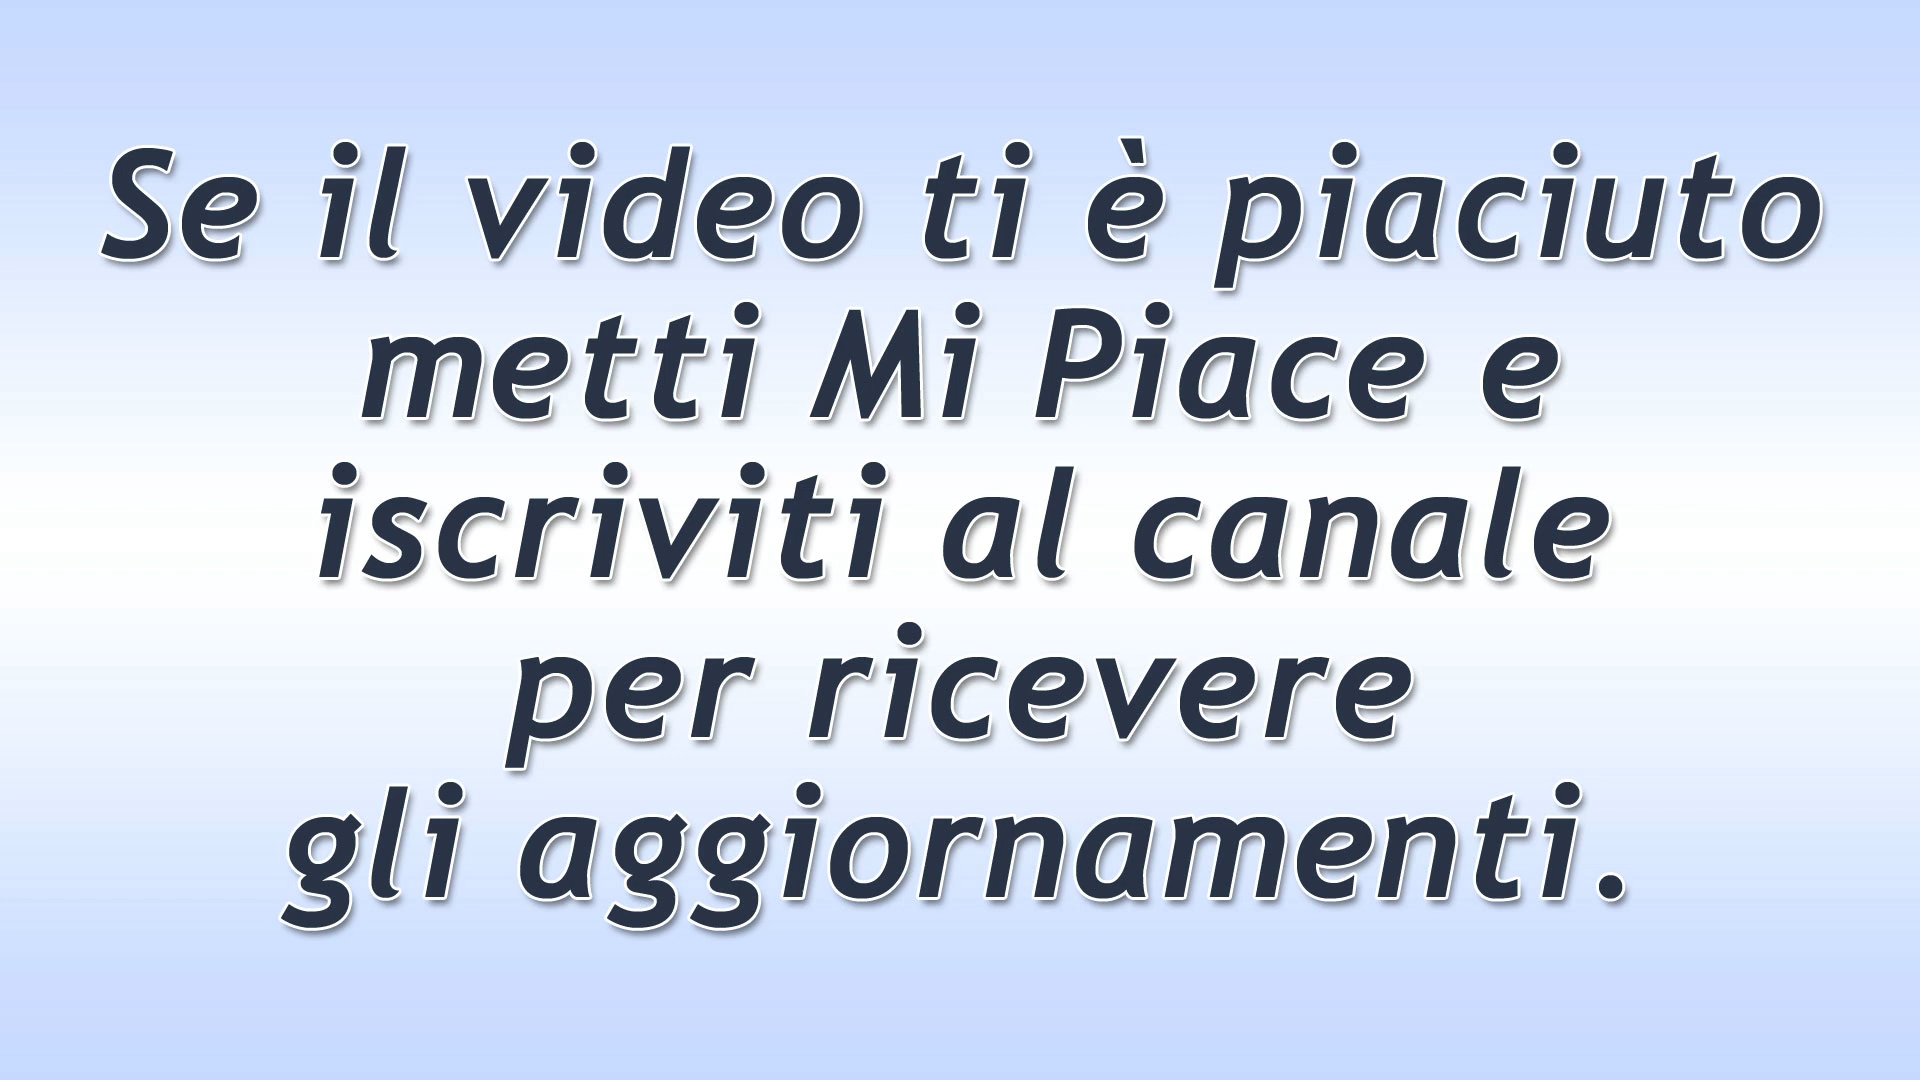 Se il video ti è piaciuto
metti Mi Piace e
iscriviti al canale
per ricevere
gli aggiornamenti.